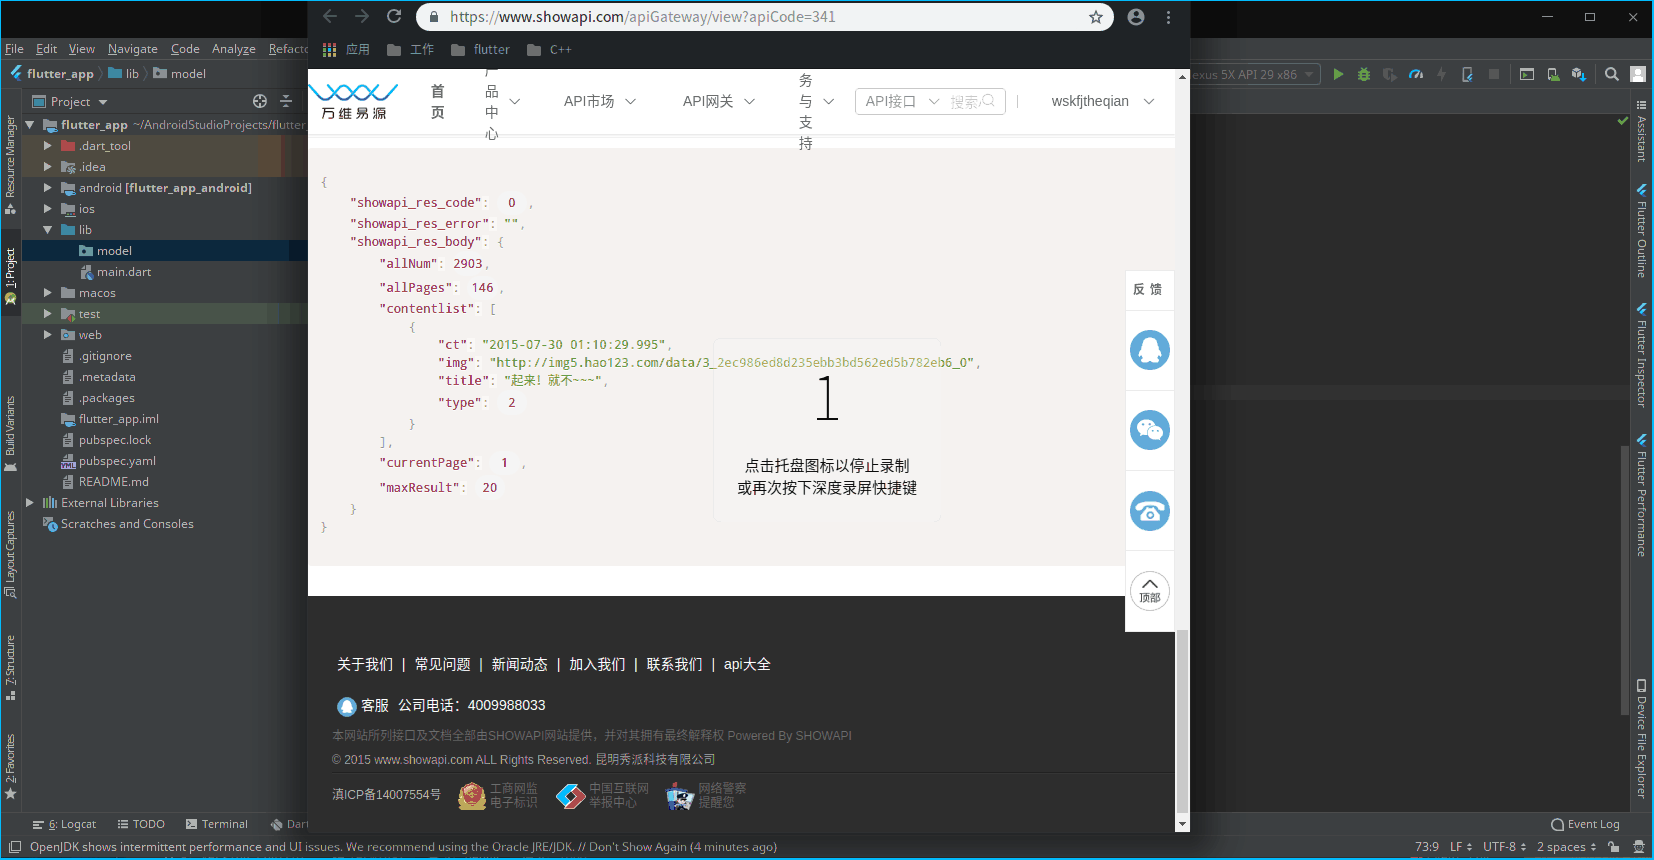 https://www.showapi.com/apiGateway/view?apiCode=341
应用
工作
flutter
C++
File Edit View Navigate Code Analyze Refacto
flutter_app lib model
exus 5X API 29 x86
Project
flutter_app ~/AndroidStudioProjects/flutter_
.dart_tool
.idea
android [flutter_app_android]
ios
lib
model
main.dart
macos
test
web
.gitignore
.metadata
.packages
flutter_app.iml
pubspec.lock
pubspec.yaml
README.md
External Libraries
Scratches and Consoles
Resource Manager
1: Project
Build Variants
Layout Captures
7: Structure
2: Favorites
万维易源
首页
产品中心
API市场
API网关
务与支持
API接口
搜索
wskfjtheqian
{
"showapi_res_code": 0 ,
"showapi_res_error": "",
"showapi_res_body": {
"allNum": 2903,
"allPages": 146 ,
"contentlist": [
{
"ct": "2015-07-30 01:10:29.995",
"img": "http://img5.hao123.com/data/3_2ec986ed8d235ebb3bd562ed5b782eb6_0",
"title": "起来！就不~~~",
"type": 2
}
],
"currentPage": 1 ,
"maxResult": 20
}
}
1
点击托盘图标以停止录制
或再次按下深度录屏快捷键
反 馈
顶部
关于我们 | 常见问题 | 新闻动态 | 加入我们 | 联系我们 | api大全
客服 公司电话：4009988033
本网站所列接口及文档全部由SHOWAPI网站提供，并对其拥有最终解释权 Powered By SHOWAPI
© 2015 www.showapi.com ALL Rights Reserved. 昆明秀派科技有限公司
滇ICP备14007554号
工商网监
电子标识
中国互联网
举报中心
网络警察
提醒您
Assistant
Flutter Outline
Flutter Inspector
Flutter Performance
Device File Explorer
6: Logcat
TODO
Terminal
Dart
Event Log
OpenJDK shows intermittent performance and UI issues. We recommend using the Oracle JRE/JDK. // Don't Show Again (4 minutes ago)
73:9 LF UTF-8 2 spaces